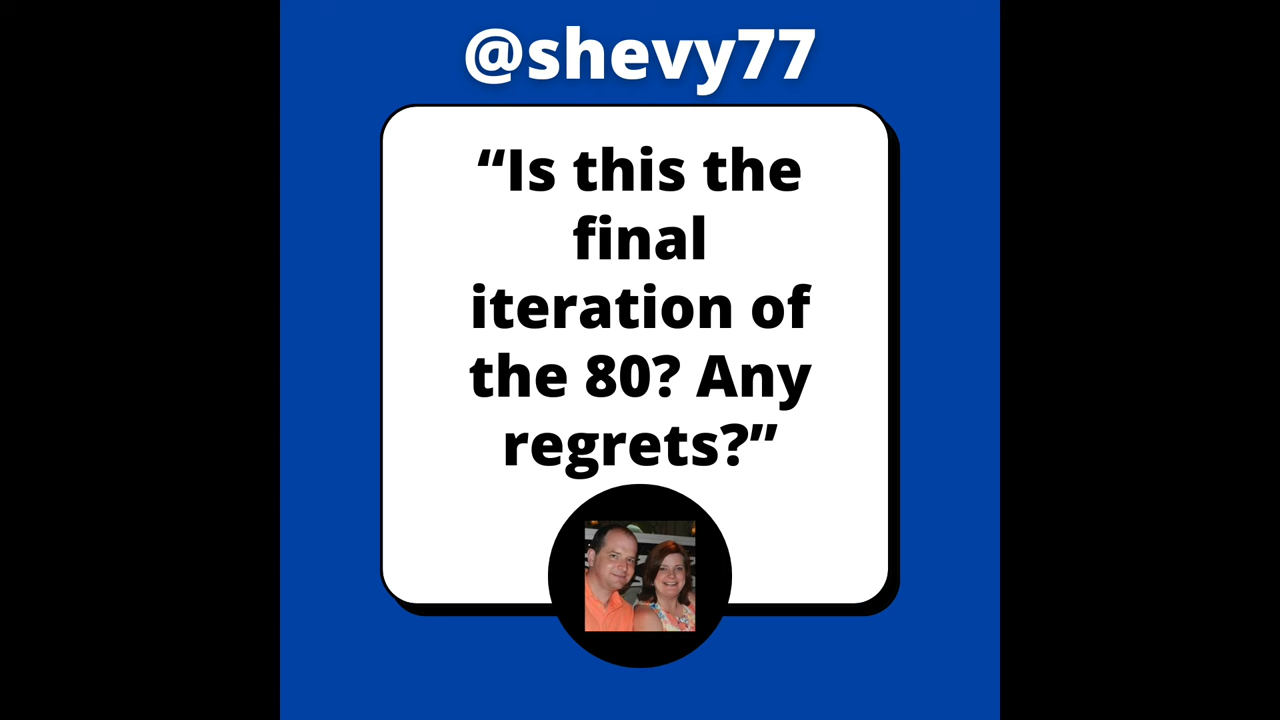 @shevy77
“Is this the
final
iteration of
the 80? Any
regrets?”